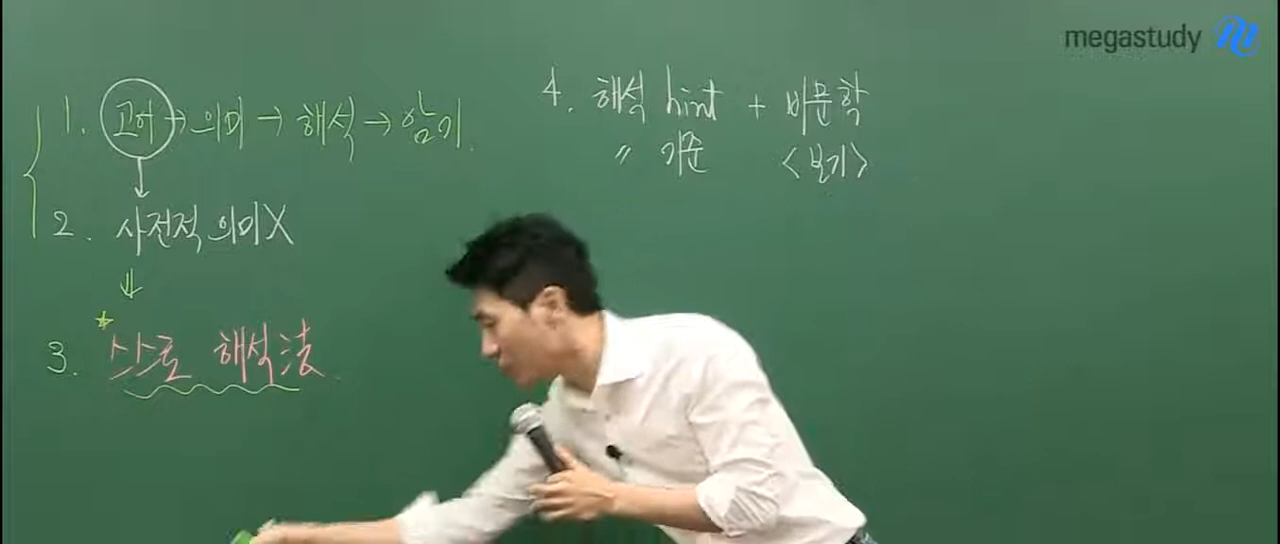 megastudy
1. 고어 → 의미 → 해석 → 암기.
2. 사전적 의미X
3. 스스로 해석法.
4. 해석 hint + 비문학
〃 기준 <보기>